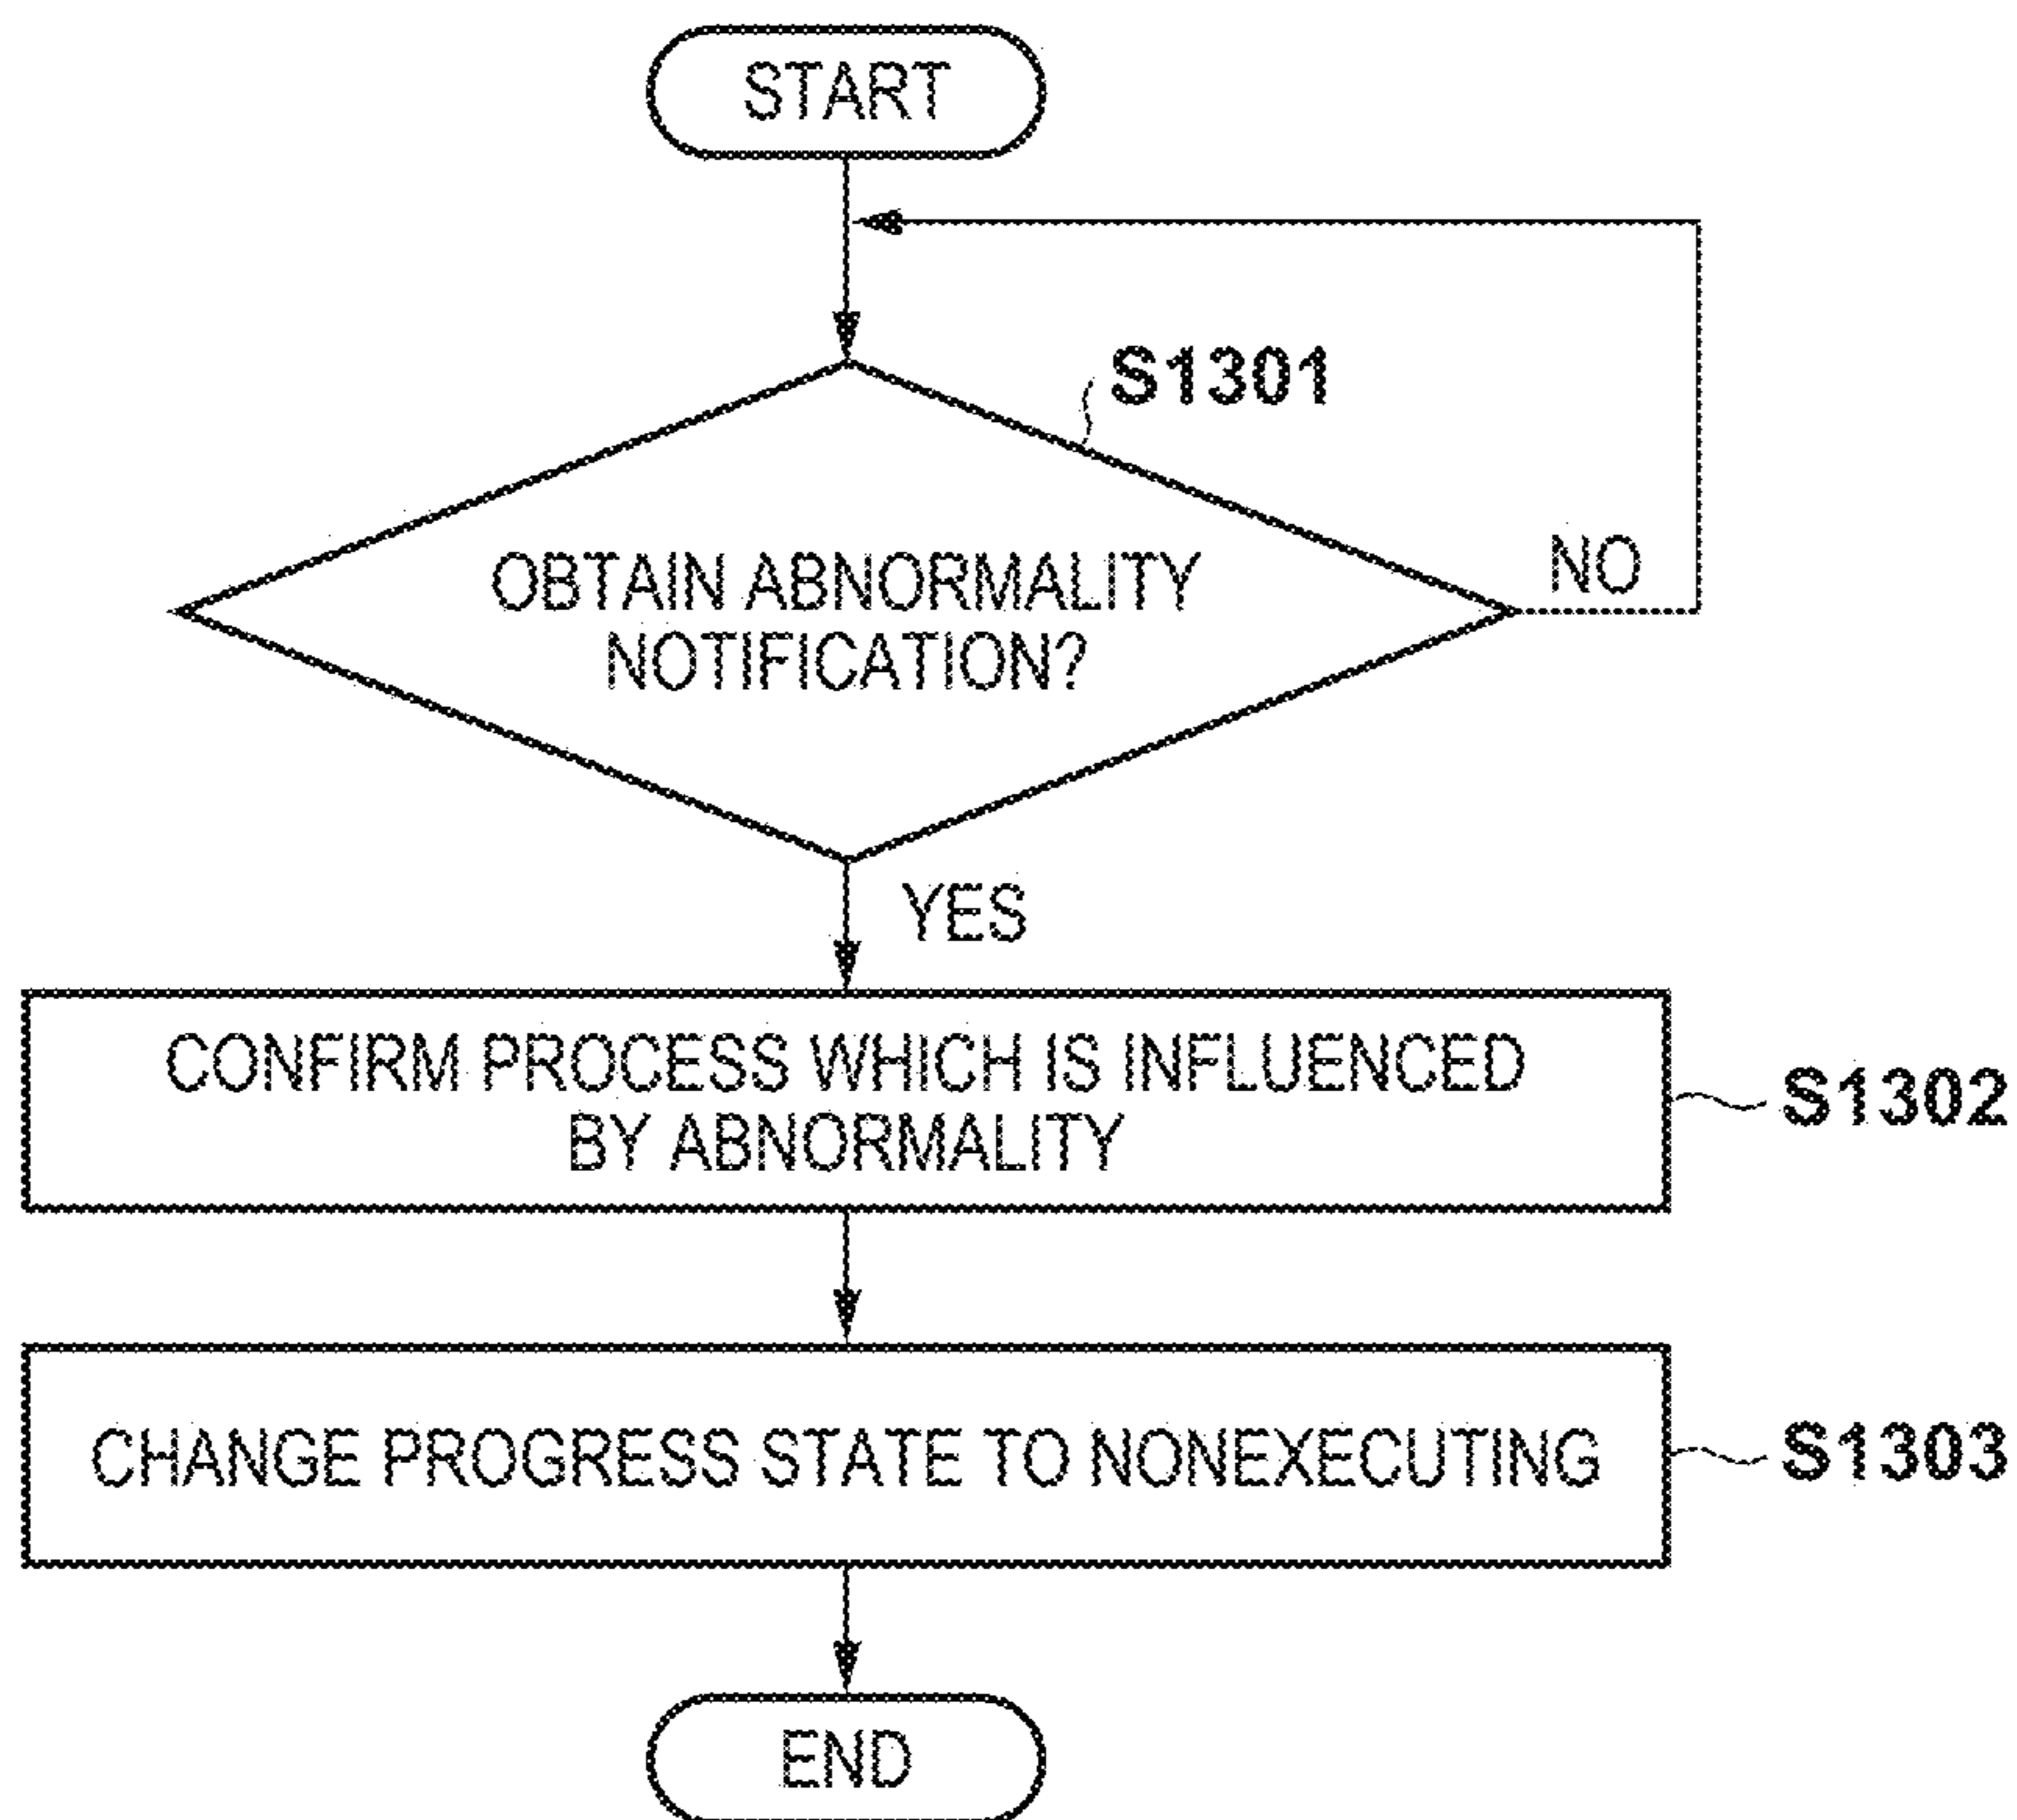 START
S1301
OBTAIN ABNORMALITY
NOTIFICATION?
NO
YES
CONFIRM PROCESS WHICH IS INFLUENCED
BY ABNORMALITY
S1302
CHANGE PROGRESS STATE TO NONEXECUTING
S1303
END